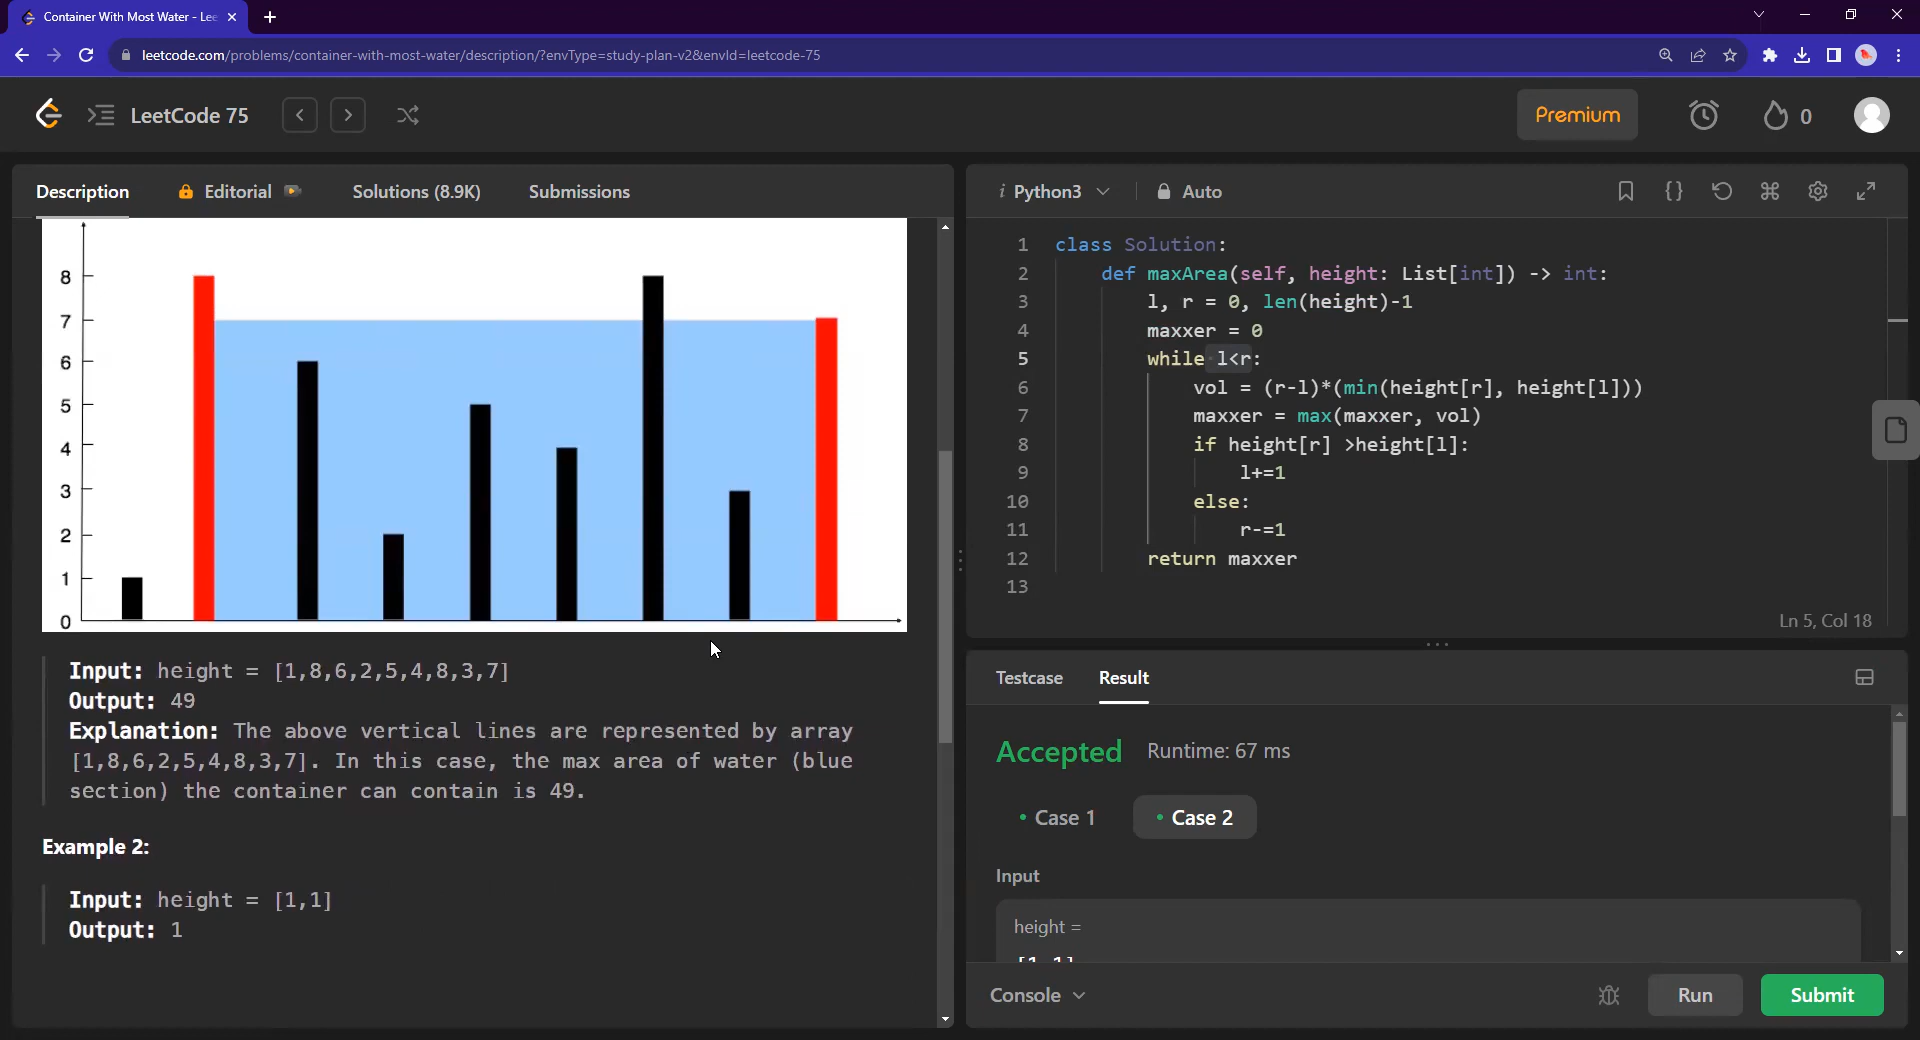 Container With Most Water - Lee
leetcode.com/problems/container-with-most-water/description/?envType=study-plan-v2&envId=leetcode-75
LeetCode 75
Premium
0
Description
Editorial
Solutions (8.9K)
Submissions
8
7
6
5
4
3
2
1
0
Input: height = [1,8,6,2,5,4,8,3,7]
Output: 49
Explanation: The above vertical lines are represented by array
[1,8,6,2,5,4,8,3,7]. In this case, the max area of water (blue
section) the container can contain is 49.
Example 2:
Input: height = [1,1]
Output: 1
i Python3
Auto
1 class Solution:
2 def maxArea(self, height: List[int]) -> int:
3 l, r = 0, len(height)-1
4 maxxer = 0
5 while l<r:
6 vol = (r-l)*(min(height[r], height[l]))
7 maxxer = max(maxxer, vol)
8 if height[r] >height[l]:
9 l+=1
10 else:
11 r-=1
12 return maxxer
13
Ln 5, Col 18
Testcase
Result
Accepted Runtime: 67 ms
• Case 1
• Case 2
Input
height =
Console
Run
Submit